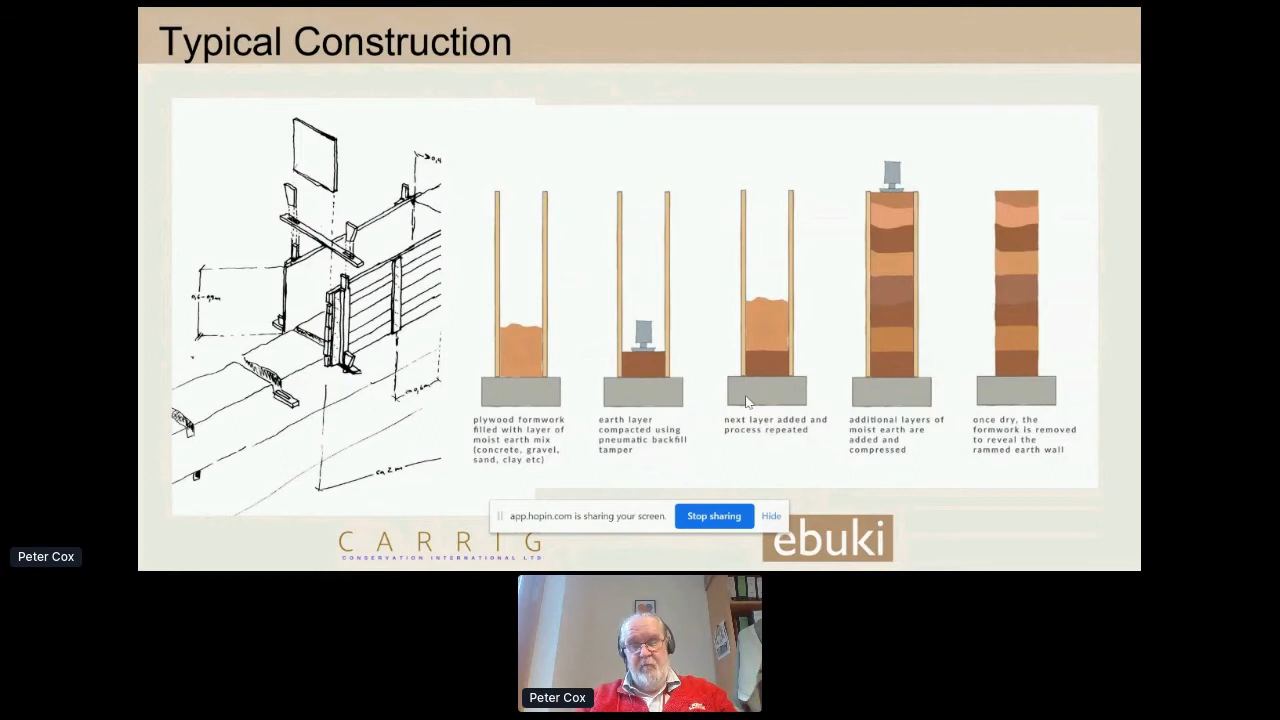 Typical Construction
plywood formwork
filled with layer of
moist earth mix
(concrete, gravel,
sand, clay etc)
earth layer
compacted using
pneumatic backfill
tamper
next layer added and
process repeated
additional layers of
moist earth are
added and
compressed
once dry, the
formwork is removed
to reveal the
rammed earth wall
ca 2 m
app.hopin.com is sharing your screen.
Stop sharing
Hide
CARRIG
CONSERVATION INTERNATIONAL LTD
ebuki
Peter Cox
Peter Cox